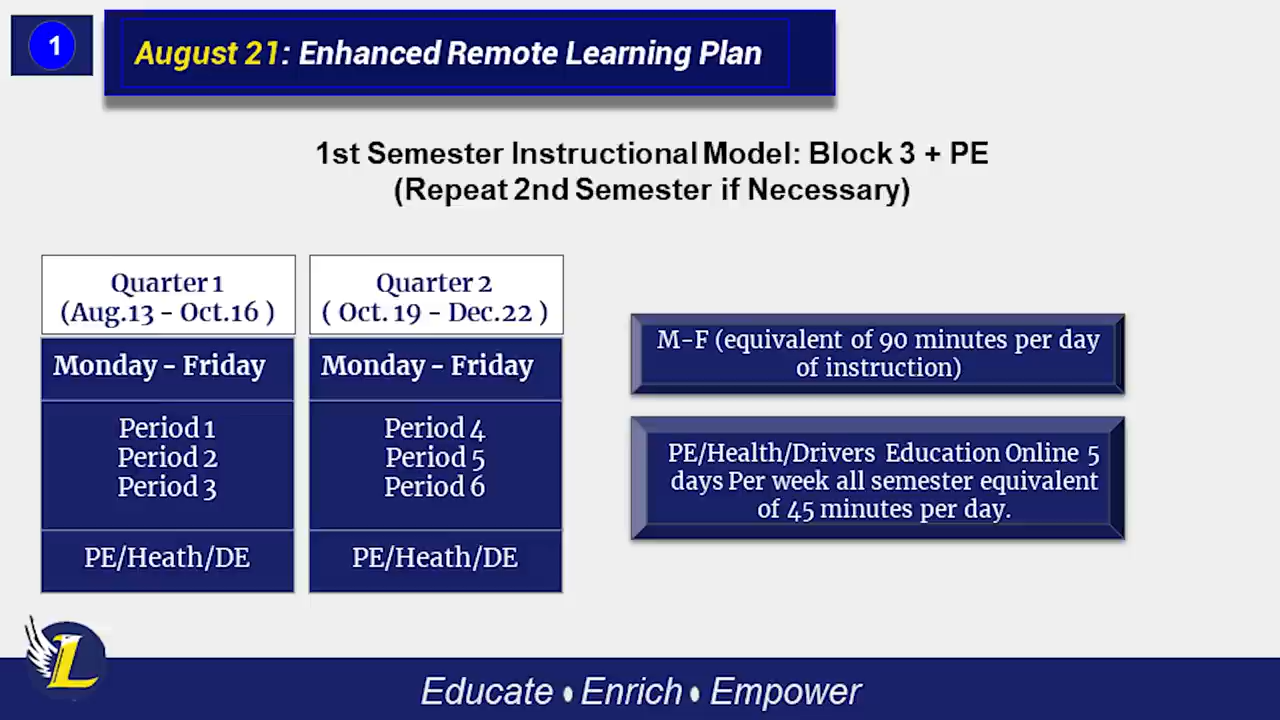 1
August 21: Enhanced Remote Learning Plan
1st Semester Instructional Model: Block 3 + PE
(Repeat 2nd Semester if Necessary)
Quarter 1
(Aug.13 - Oct.16 )
Monday - Friday
Period 1
Period 2
Period 3
PE/Heath/DE
Quarter 2
( Oct. 19 - Dec.22 )
Monday - Friday
Period 4
Period 5
Period 6
PE/Heath/DE
M-F (equivalent of 90 minutes per day
of instruction)
PE/Health/Drivers Education Online 5
days Per week all semester equivalent
of 45 minutes per day.
L
Educate • Enrich • Empower